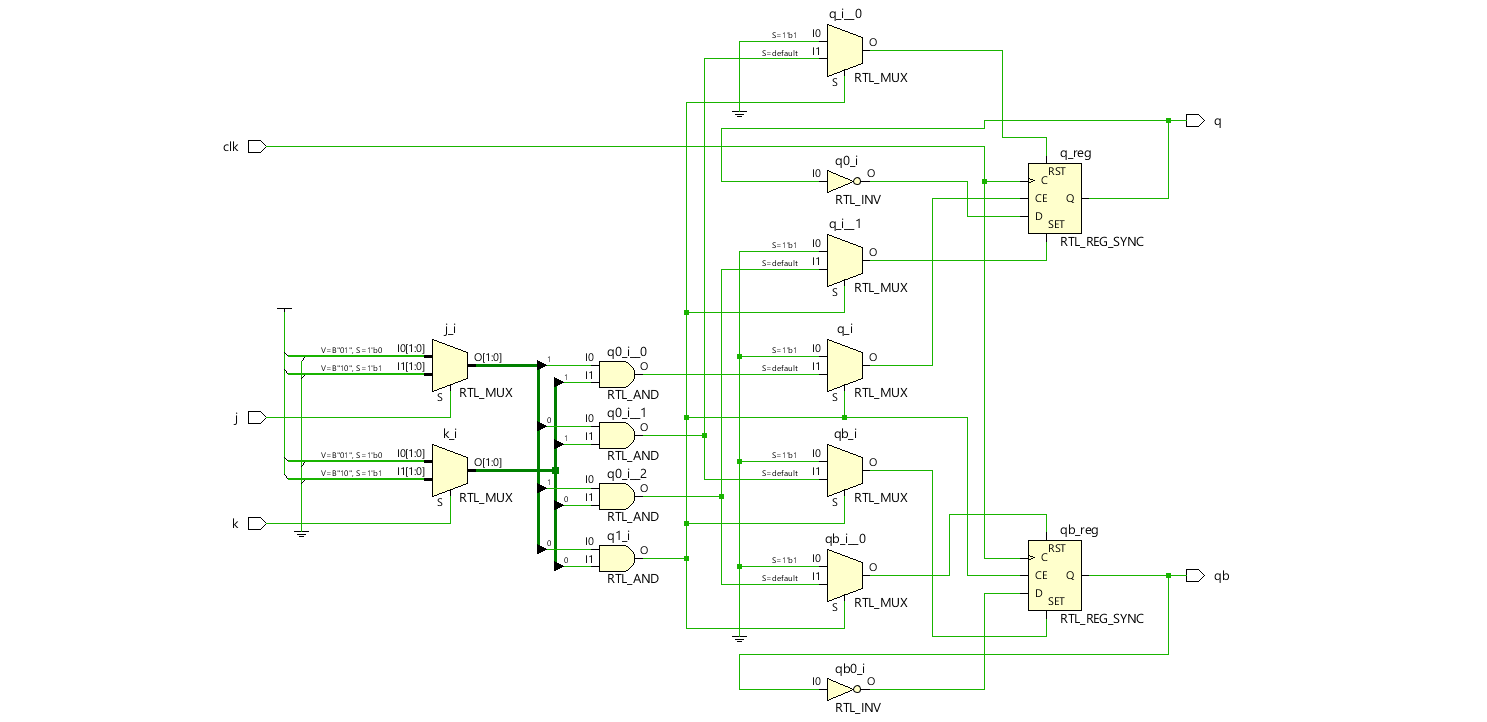 q_i__0
I0
S=1'b1
O
I1
S=default
S
RTL_MUX
q
clk
q_reg
RST
C
CE
Q
D
SET
RTL_REG_SYNC
q0_i
I0
O
RTL_INV
q_i__1
I0
S=1'b1
O
I1
S=default
S
RTL_MUX
j_i
V=B"01", S=1'b0
I0[1:0]
O[1:0]
V=B"10", S=1'b1
I1[1:0]
S
RTL_MUX
j
q_i
I0
S=1'b1
O
I1
S=default
S
RTL_MUX
q0_i__0
1
I0
O
1
I1
RTL_AND
q0_i__1
0
I0
O
1
I1
RTL_AND
k_i
V=B"01", S=1'b0
I0[1:0]
O[1:0]
V=B"10", S=1'b1
I1[1:0]
S
RTL_MUX
k
qb_i
I0
S=1'b1
O
I1
S=default
S
RTL_MUX
q0_i__2
1
I0
O
0
I1
RTL_AND
q1_i
0
I0
O
0
I1
RTL_AND
qb_i__0
I0
S=1'b1
O
I1
S=default
S
RTL_MUX
qb_reg
RST
C
CE
Q
D
SET
RTL_REG_SYNC
qb
qb0_i
I0
O
RTL_INV